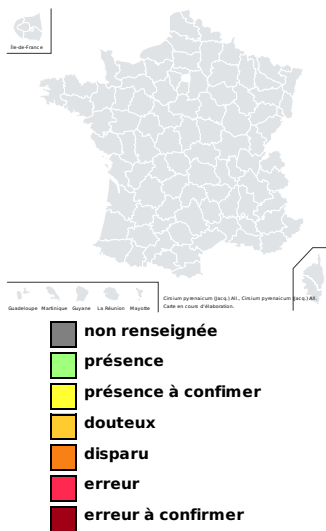 Île-de-France
Guadeloupe Martinique Guyane La Réunion Mayotte
Cirsium pyrenaicum (Jacq.) All., Cirsium pyrenaicum (Jacq.) All.
Carte en cours d'élaboration.
non renseignée
présence
présence à confimer
douteux
disparu
erreur
erreur à confirmer